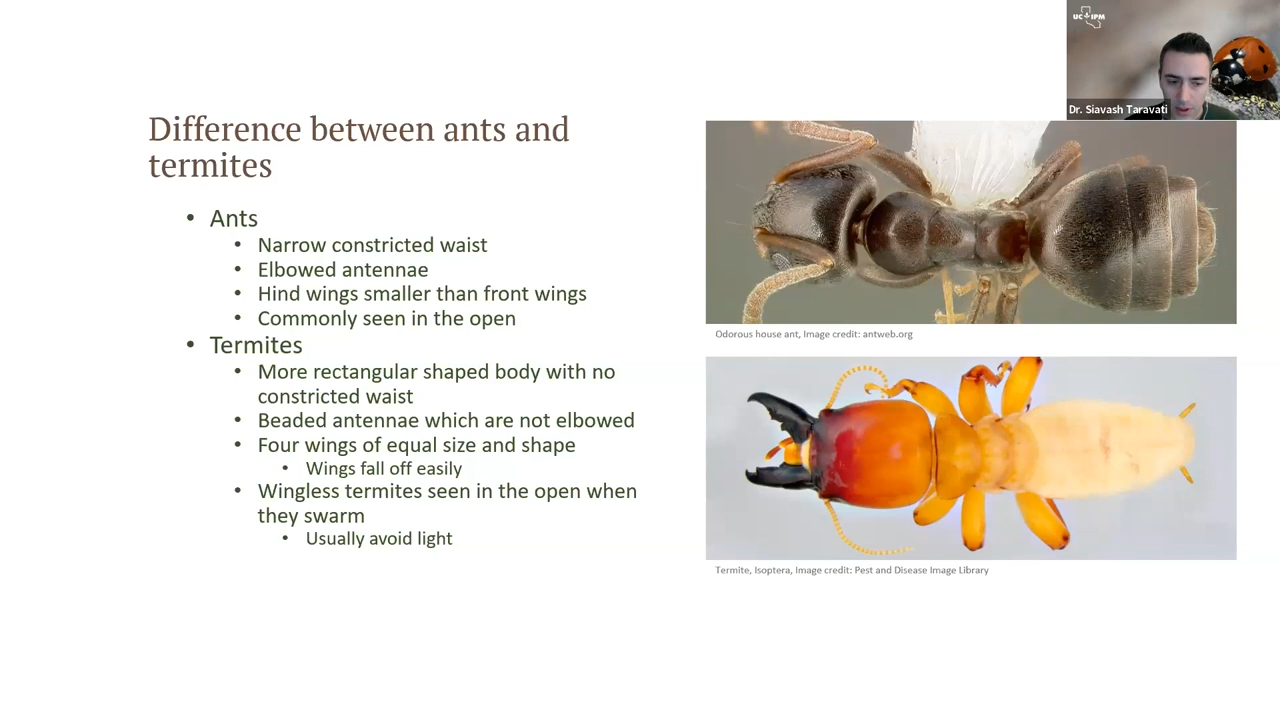 UC IPM
Dr. Siavash Taravati
Difference between ants and
termites
• Ants
• Narrow constricted waist
• Elbowed antennae
• Hind wings smaller than front wings
• Commonly seen in the open
• Termites
• More rectangular shaped body with no
constricted waist
• Beaded antennae which are not elbowed
• Four wings of equal size and shape
• Wings fall off easily
• Wingless termites seen in the open when
they swarm
• Usually avoid light
Odorous house ant, Image credit: antweb.org
Termite, Isoptera, Image credit: Pest and Disease Image Library